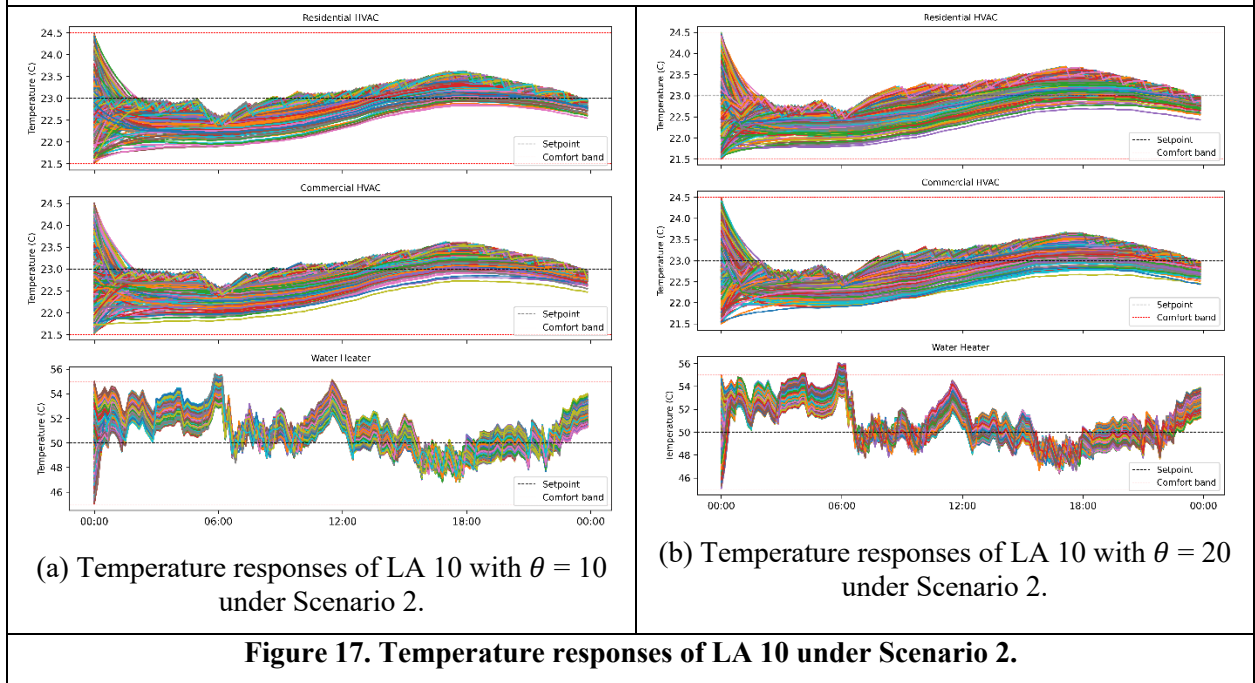 Residential HVAC
24.5
24.0
23.5
23.0
22.5
22.0
21.5
Temperature (C)
Setpoint
Comfort band
Commercial HVAC
24.5
24.0
23.5
23.0
22.5
22.0
21.5
Temperature (C)
Setpoint
Comfort band
Water Heater
56
54
52
50
48
46
Temperature (C)
Setpoint
Comfort band
00:00 06:00 12:00 18:00 00:00
(a) Temperature responses of LA 10 with θ = 10
under Scenario 2.
Residential HVAC
24.5
24.0
23.5
23.0
22.5
22.0
21.5
Temperature (C)
Setpoint
Comfort band
Commercial HVAC
24.5
24.0
23.5
23.0
22.5
22.0
21.5
Temperature (C)
Setpoint
Comfort band
Water Heater
56
54
52
50
48
46
Temperature (C)
Setpoint
Comfort band
00:00 06:00 12:00 18:00 00:00
(b) Temperature responses of LA 10 with θ = 20
under Scenario 2.
Figure 17. Temperature responses of LA 10 under Scenario 2.